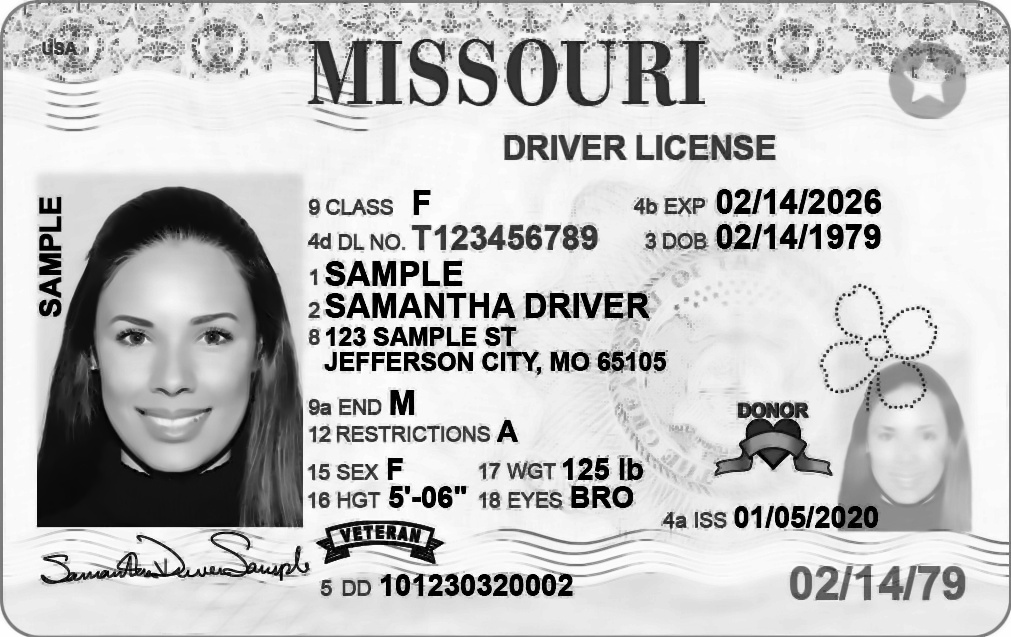 USA
MISSOURI
DRIVER LICENSE
SAMPLE
9 CLASS F
4b EXP 02/14/2026
4d DL NO. T123456789
3 DOB 02/14/1979
1 SAMPLE
2 SAMANTHA DRIVER
8 123 SAMPLE ST
JEFFERSON CITY, MO 65105
9a END M
12 RESTRICTIONS A
DONOR
15 SEX F 17 WGT 125 lb
16 HGT 5'-06" 18 EYES BRO
4a ISS 01/05/2020
VETERAN
Samantha Driver Sample
5 DD 101230320002
02/14/79